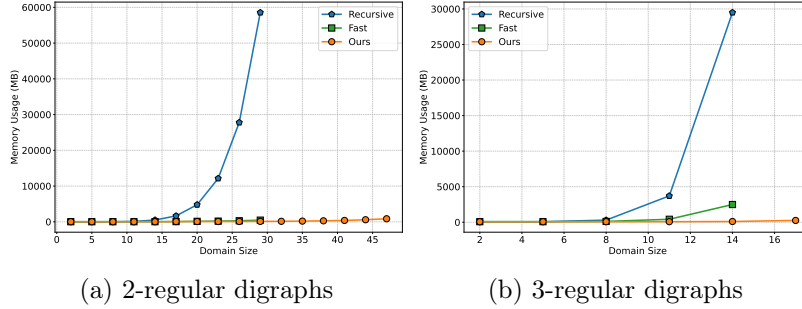 60000
50000
40000
30000
20000
10000
0
Memory Usage (MB)
Recursive
Fast
Ours
0 5 10 15 20 25 30 35 40 45
Domain Size
(a) 2-regular digraphs
30000
25000
20000
15000
10000
5000
0
Memory Usage (MB)
Recursive
Fast
Ours
2 4 6 8 10 12 14 16
Domain Size
(b) 3-regular digraphs